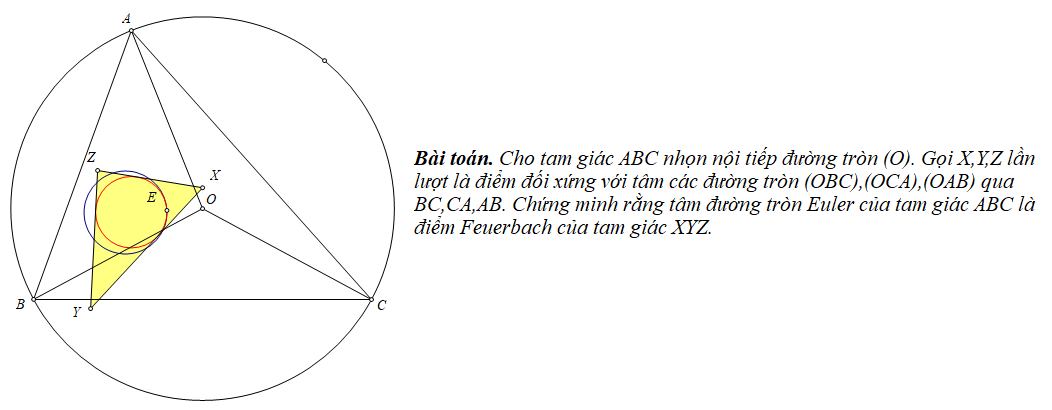 A
Z
X
E
O
B
Y
C
Bài toán. Cho tam giác ABC nhọn nội tiếp đường tròn (O). Gọi X,Y,Z lần
lượt là điểm đối xứng với tâm các đường tròn (OBC),(OCA),(OAB) qua
BC,CA,AB. Chứng minh rằng tâm đường tròn Euler của tam giác ABC là
điểm Feuerbach của tam giác XYZ.